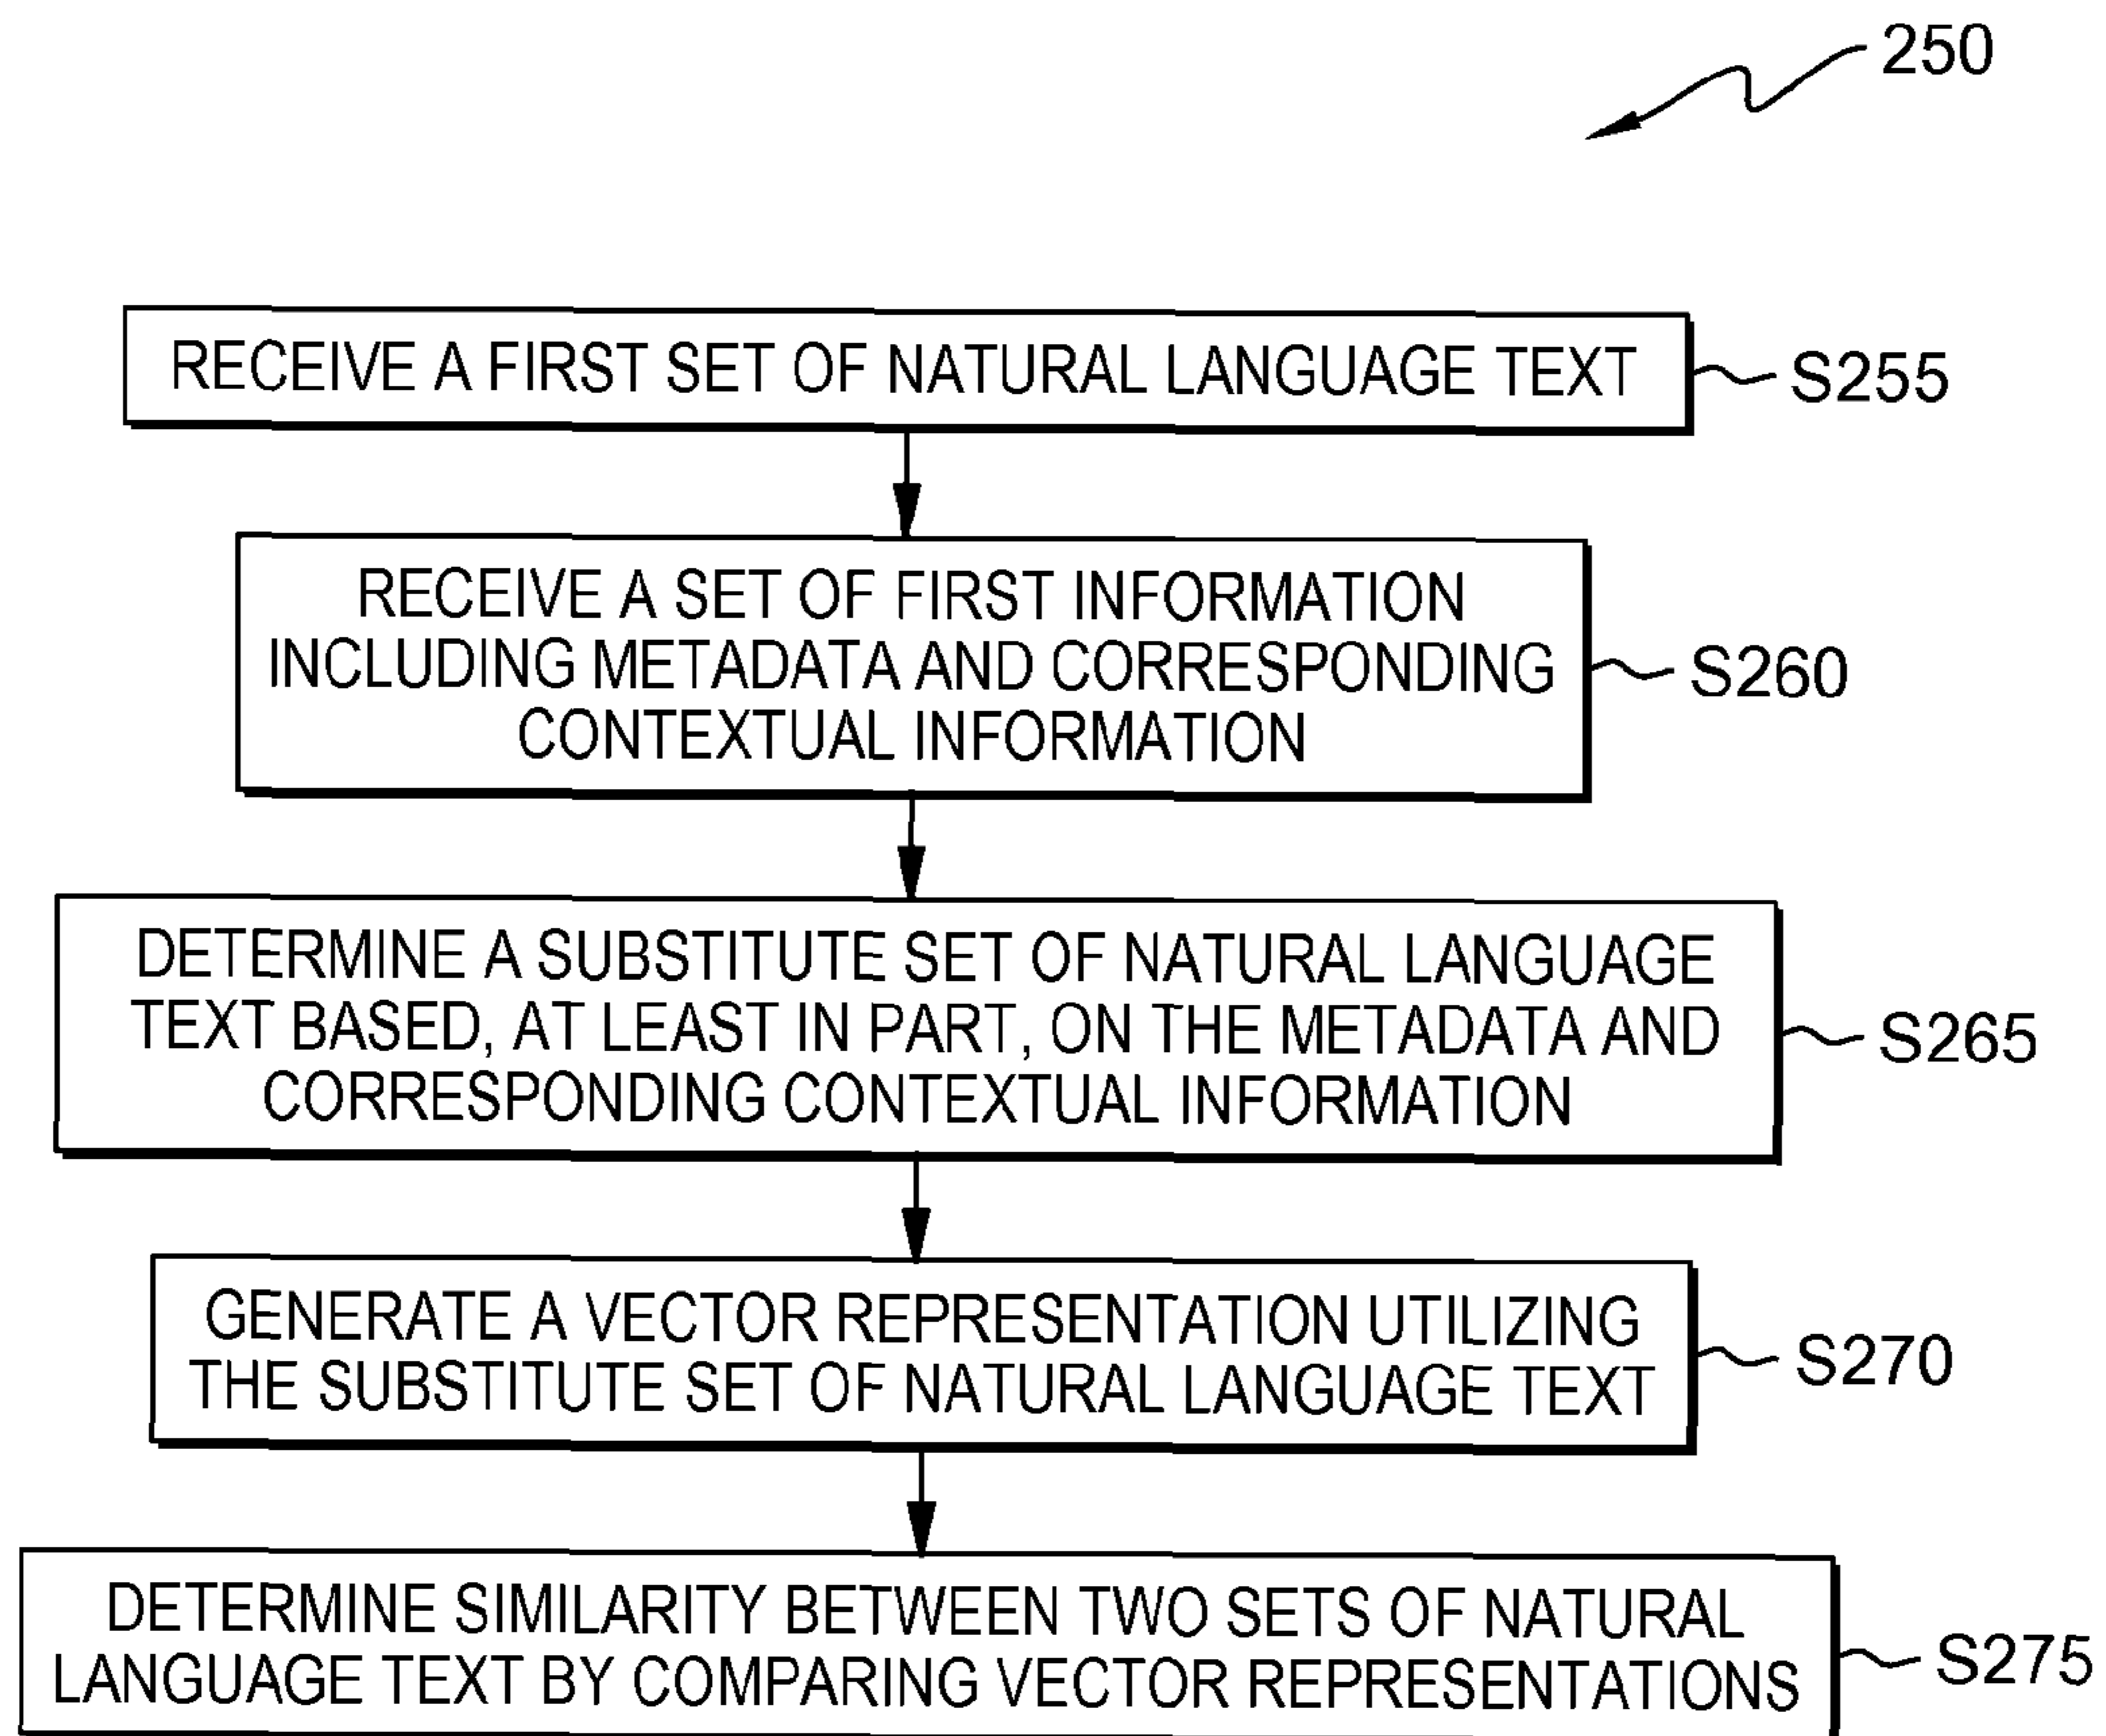 250
RECEIVE A FIRST SET OF NATURAL LANGUAGE TEXT
S255
RECEIVE A SET OF FIRST INFORMATION
INCLUDING METADATA AND CORRESPONDING
CONTEXTUAL INFORMATION
S260
DETERMINE A SUBSTITUTE SET OF NATURAL LANGUAGE
TEXT BASED, AT LEAST IN PART, ON THE METADATA AND
CORRESPONDING CONTEXTUAL INFORMATION
S265
GENERATE A VECTOR REPRESENTATION UTILIZING
THE SUBSTITUTE SET OF NATURAL LANGUAGE TEXT
S270
DETERMINE SIMILARITY BETWEEN TWO SETS OF NATURAL
LANGUAGE TEXT BY COMPARING VECTOR REPRESENTATIONS
S275